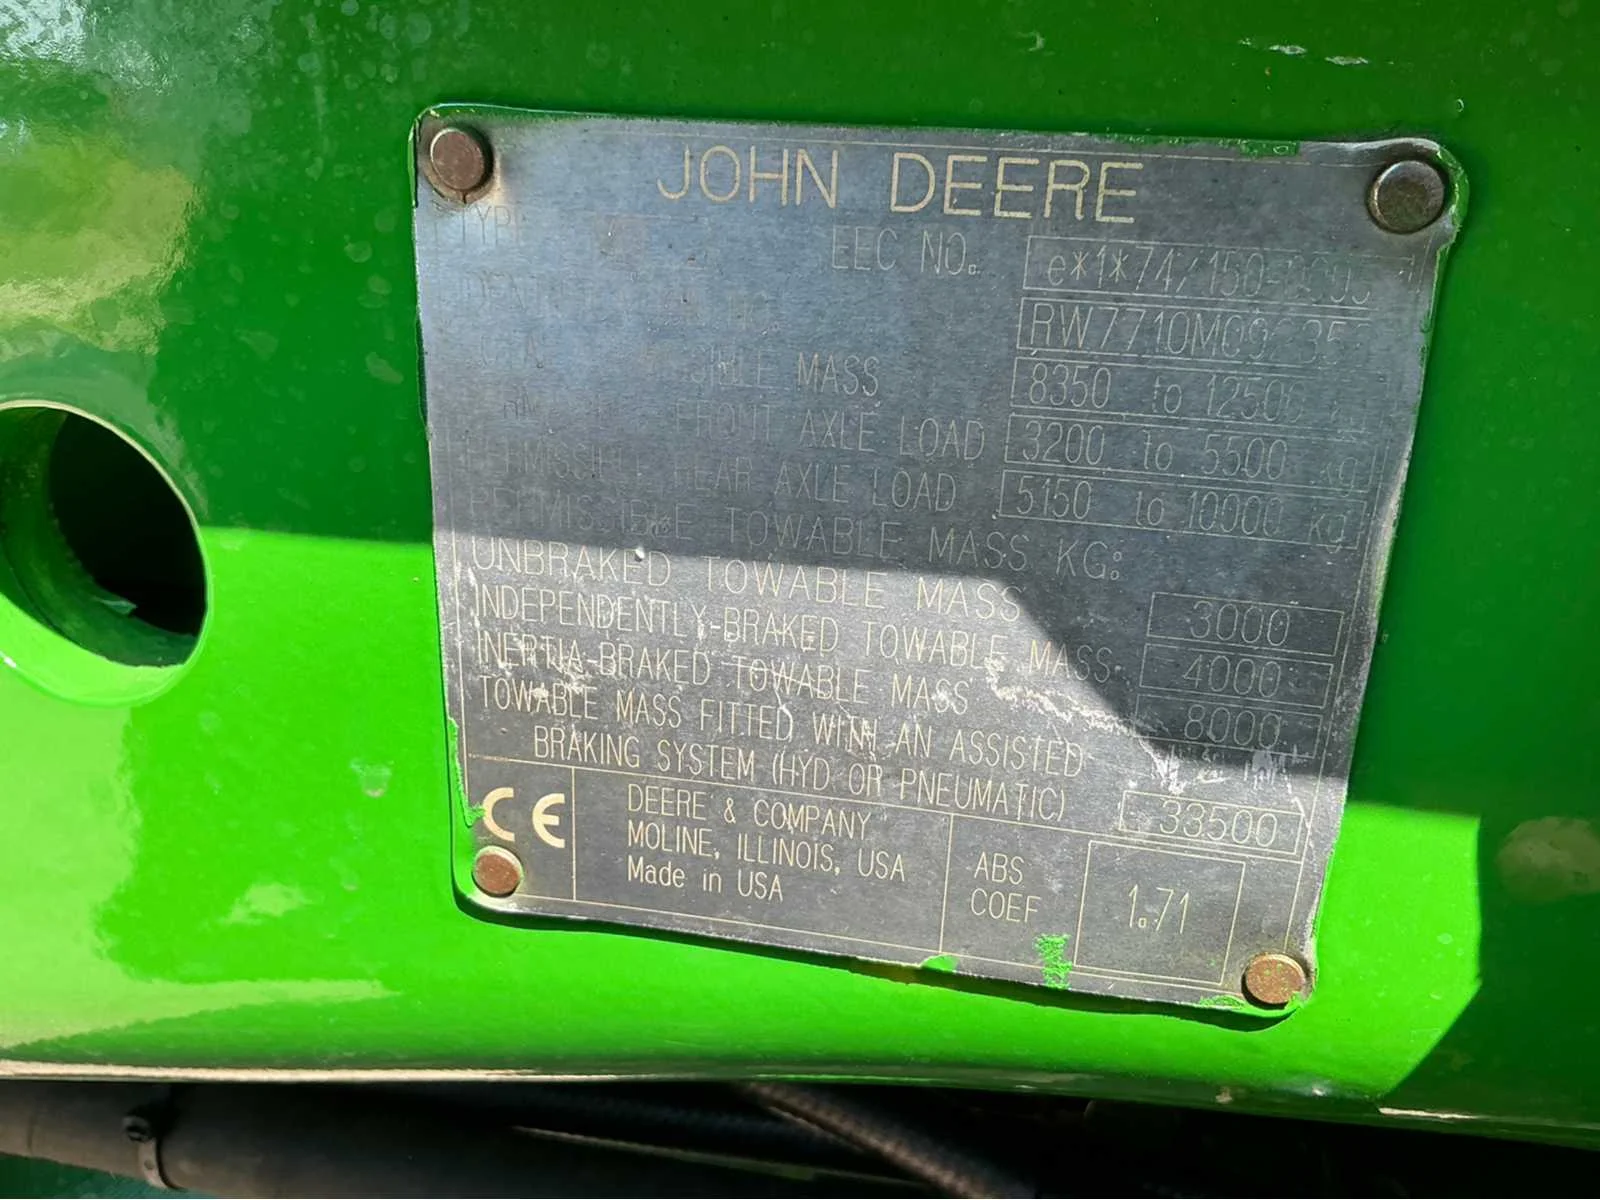 JOHN DEERE
EEC NO.
MASS
8350 to
AXLE LOAD 3200 to 5500 kg
PERMISSIBLE REAR AXLE LOAD 5150 to 10000 kg
PERMISSIBLE TOWABLE MASS KG:
UNBRAKED TOWABLE MASS 3000
INDEPENDENTLY-BRAKED TOWABLE MASS 4000
INERTIA-BRAKED TOWABLE MASS 8000
TOWABLE MASS FITTED WITH AN ASSISTED
BRAKING SYSTEM (HYD OR PNEUMATIC) 33500
CE
DEERE & COMPANY
MOLINE, ILLINOIS, USA
Made in USA
ABS
COEF
1.71